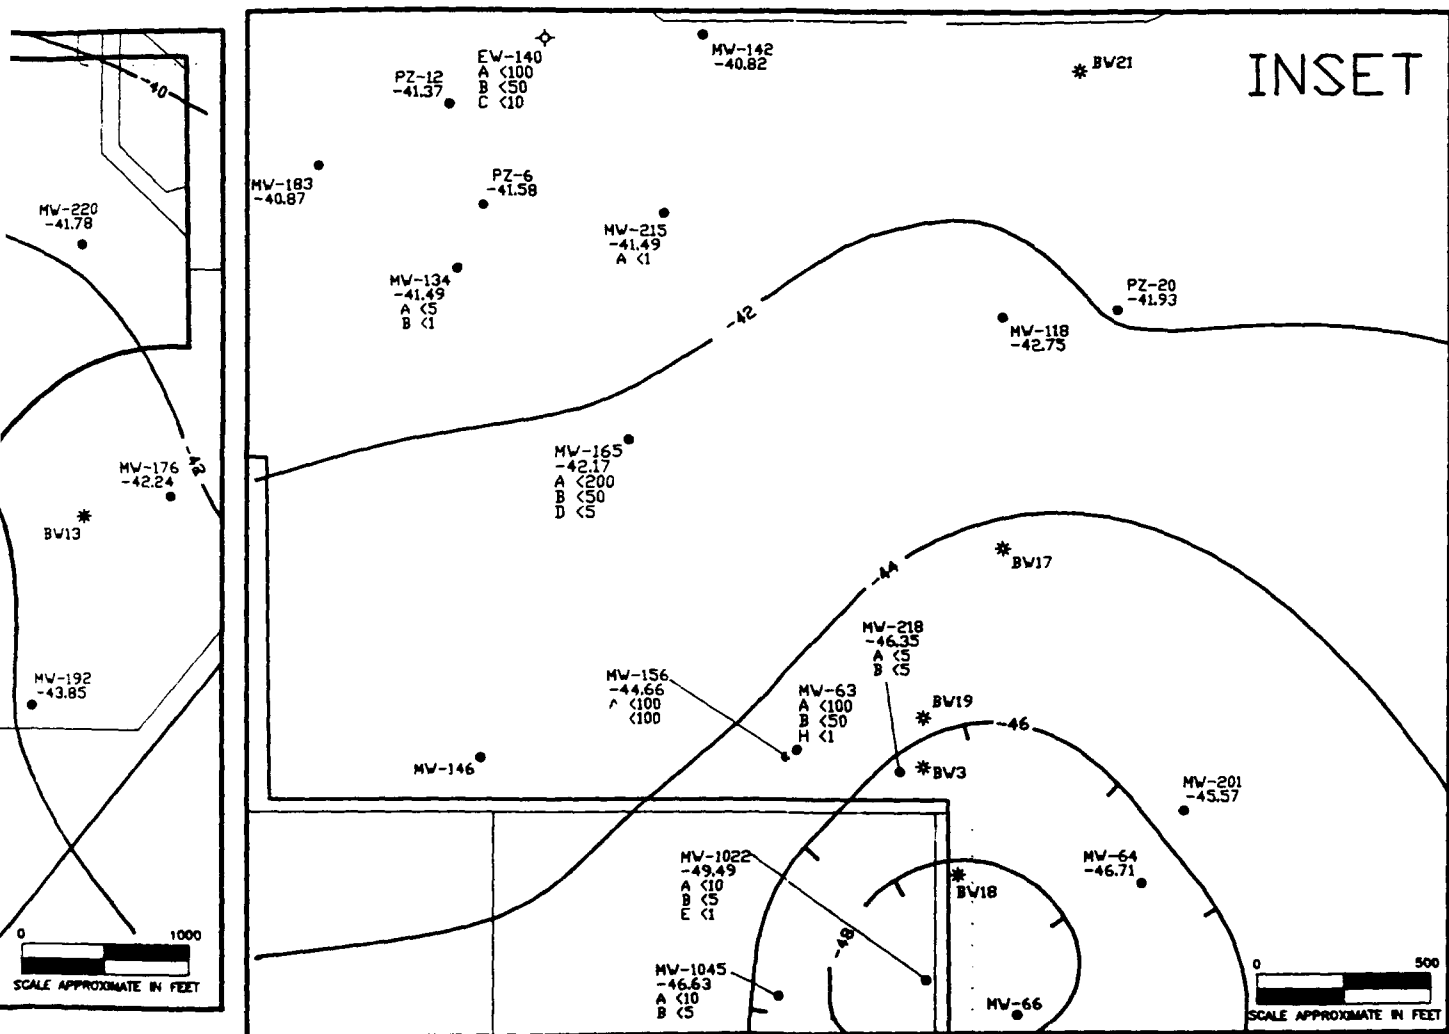 -40
MW-220
-41.78
-42
MW-176
-42.24
BW13
MW-192
-43.85
0 1000
SCALE APPROXIMATE IN FEET
INSET
EW-140
A <100
B <50
C <10
MW-142
-40.82
BW21
PZ-12
-41.37
MW-183
-40.87
PZ-6
-41.58
MW-215
-41.49
A <1
MW-134
-41.49
A <5
B <1
PZ-20
-41.93
-42
MW-118
-42.75
MW-165
-42.17
A <200
B <50
D <5
-44
BW17
MW-218
-46.35
A <5
B <5
MW-156
-44.66
<100
<100
MW-63
A <100
B <50
H <1
BW19
-46
BW3
MW-146
MW-201
-45.57
MW-64
-46.71
MW-1022
-49.49
A <10
B <5
E <1
BW18
-48
MW-1045
-46.63
A <10
B <5
MW-66
0 500
SCALE APPROXIMATE IN FEET